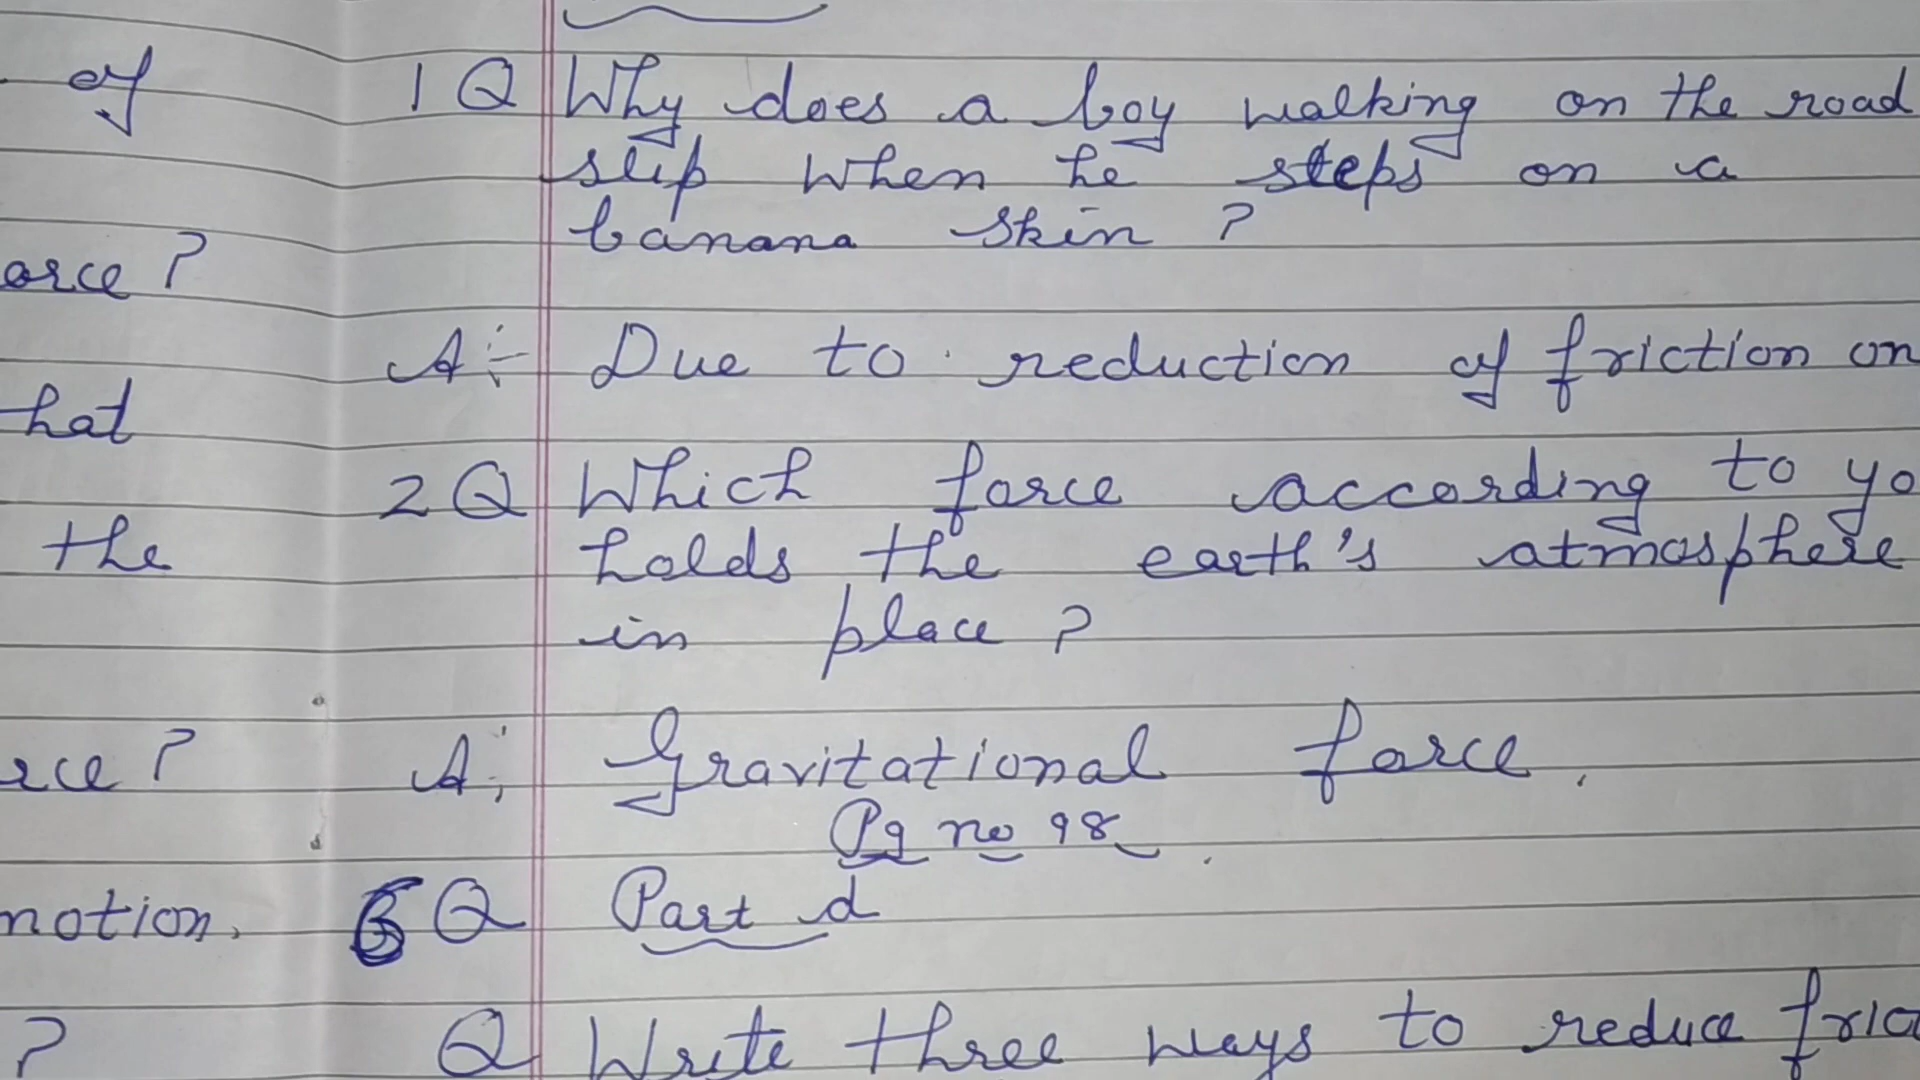 of
orce ?
hat
the
rce ?
motion.
?
1 Q Why does a boy walking on the road
slip when he steps on a
banana skin ?
A:- Due to reduction of friction on
2 Q Which force according to yo
holds the earth's atmosphere
in place ?
A: Gravitational force.
Pg no 98
Q Part d
Q Write three ways to reduce frict